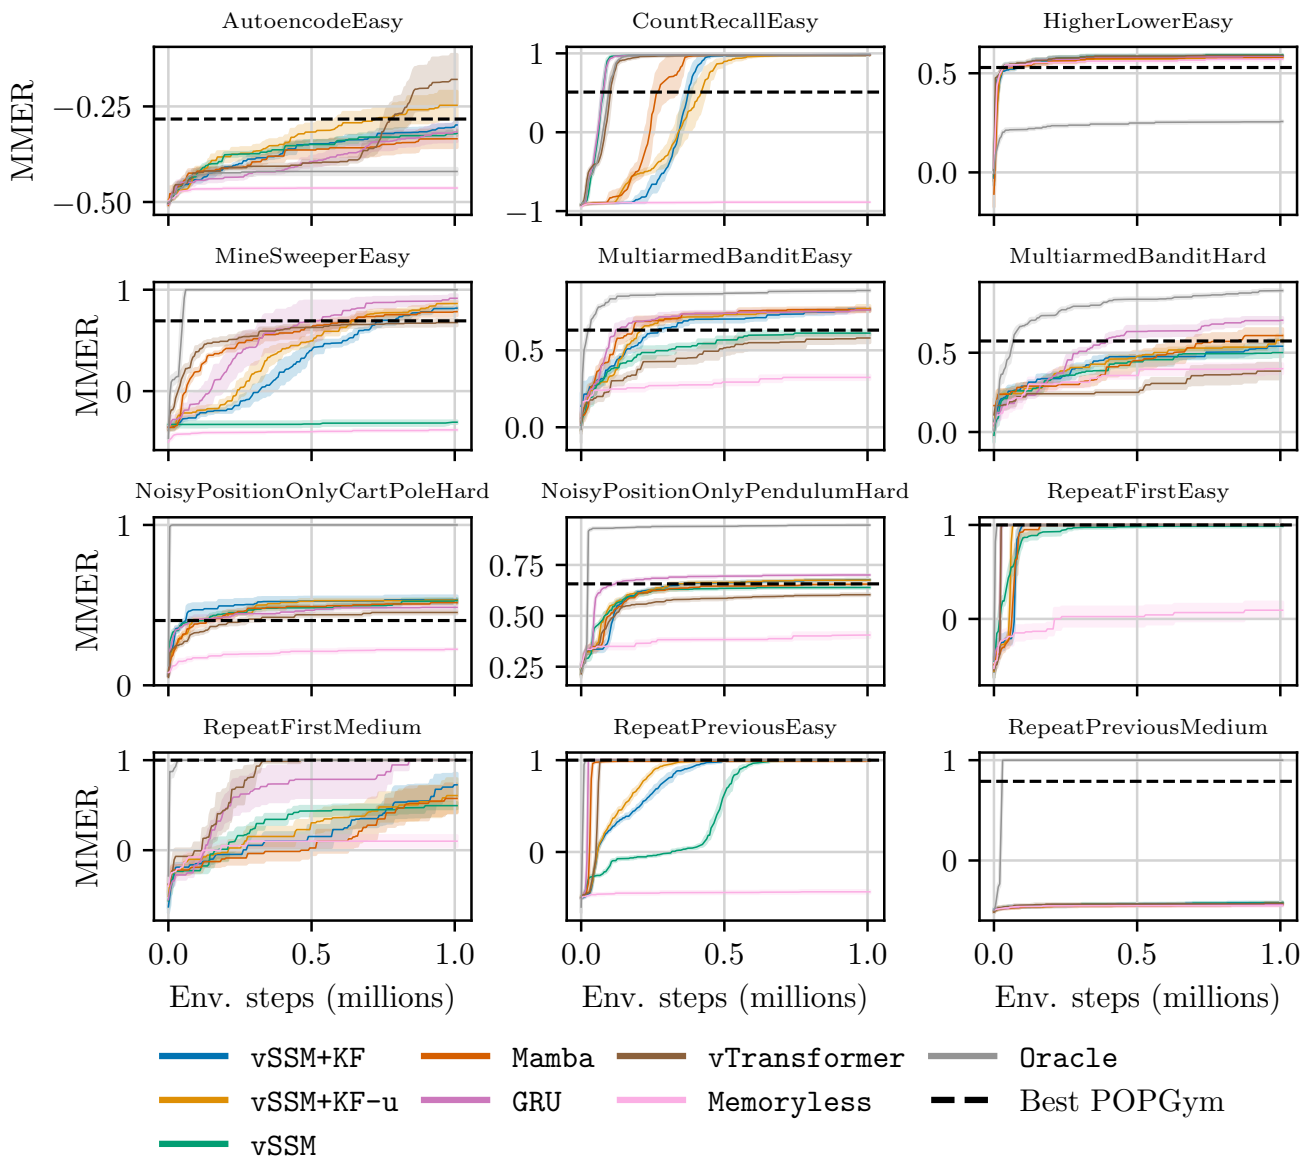 AutoencodeEasy CountRecallEasy HigherLowerEasy
MMER
−0.25
−0.50
1
0
−1
0.5
0.0
MineSweeperEasy MultiarmedBanditEasy MultiarmedBanditHard
MMER
1
0
0.5
0.0
0.5
0.0
NoisyPositionOnlyCartPoleHard NoisyPositionOnlyPendulumHard RepeatFirstEasy
MMER
1
0
0.75
0.50
0.25
1
0
RepeatFirstMedium RepeatPreviousEasy RepeatPreviousMedium
MMER
1
0
1
0
1
0
0.0 0.5 1.0 0.0 0.5 1.0 0.0 0.5 1.0
Env. steps (millions) Env. steps (millions) Env. steps (millions)
vSSM+KF Mamba vTransformer Oracle
vSSM+KF-u GRU Memoryless Best POPGym
vSSM